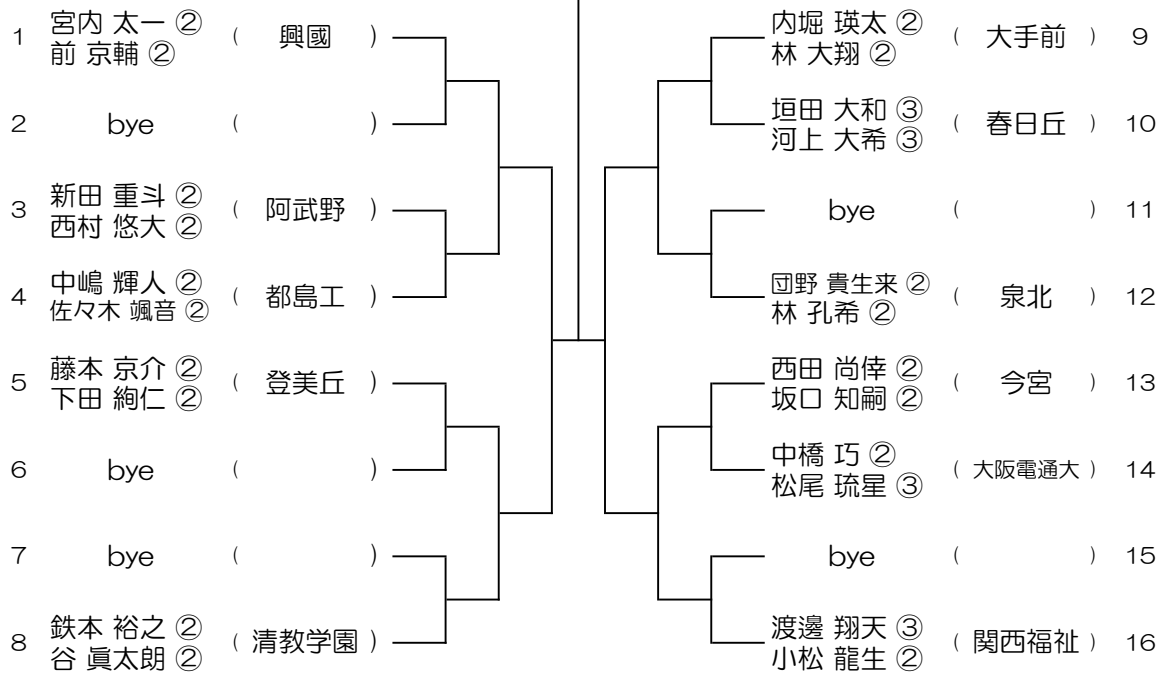 1 宮内 太一 ② ( 興國 )
前 京輔 ②
2 bye ( )
3 新田 重斗 ② ( 阿武野 )
西村 悠大 ②
4 中嶋 輝人 ② ( 都島工 )
佐々木 颯音 ②
5 藤本 京介 ② ( 登美丘 )
下田 絢仁 ②
6 bye ( )
7 bye ( )
8 鉄本 裕之 ② ( 清教学園 )
谷 眞太朗 ②
内堀 瑛太 ② ( 大手前 ) 9
林 大翔 ②
垣田 大和 ③ ( 春日丘 ) 10
河上 大希 ③
bye ( ) 11
団野 貴生来 ② ( 泉北 ) 12
林 孔希 ②
西田 尚倖 ② ( 今宮 ) 13
坂口 知嗣 ②
中橋 巧 ② ( 大阪電通大 ) 14
松尾 琉星 ③
bye ( ) 15
渡邊 翔天 ③ ( 関西福祉 ) 16
小松 龍生 ②